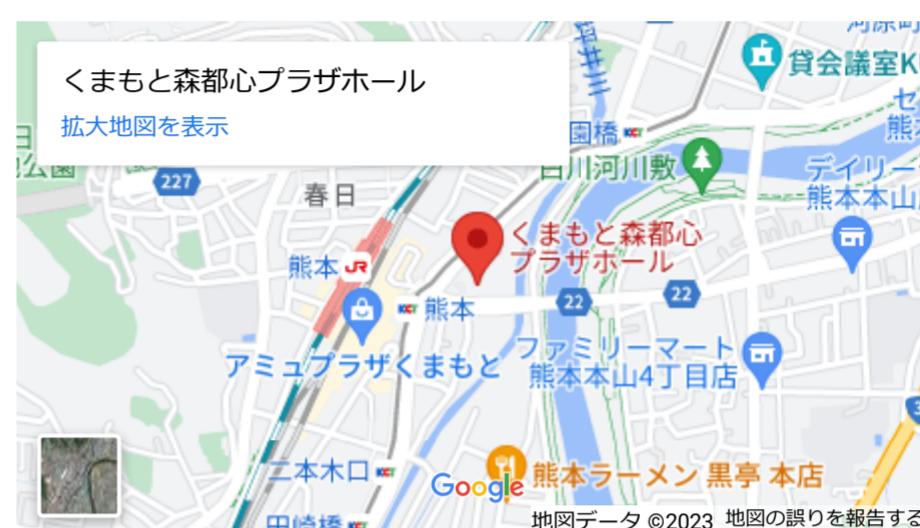 くまもと森都心プラザホール
拡大地図を表示
貸会議室K
園橋
白川河川敷
デイリー
熊本本山
227
春日
くまもと森都心
プラザホール
熊本
JR
熊本
22
22
アミュプラザくまもと
ファミリーマート
熊本本山4丁目店
二本木口
熊本ラーメン 黒亭 本店
Google
田崎橋
地図データ ©2023
地図の誤りを報告する